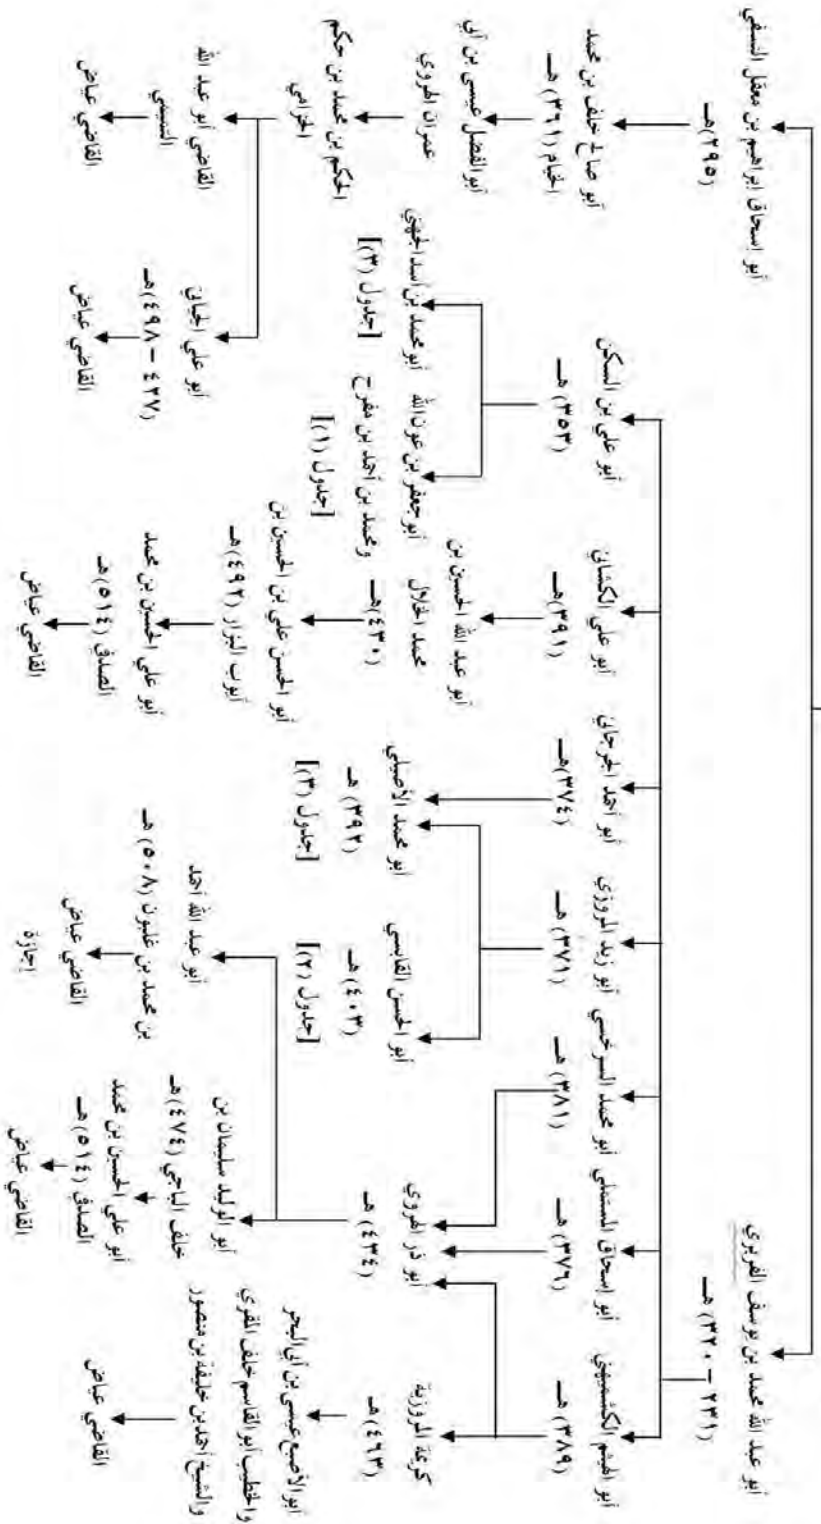 أبو عبد الله محمد بن يوسف الفربري
(٢٣١ – ٣٢٠) هـ
أبو إسحاق إبراهيم بن معقل النسفي
(٢٩٥) هـ
أبو الهيثم الكشميهني
(٣٨٩) هـ
أبو إسحاق المستملي
(٣٧٦) هـ
أبو محمد السرخسي
(٣٨١) هـ
أبو زيد المروزي
(٣٧١) هـ
أبو أحمد الجرجاني
(٣٧٤) هـ
أبو علي الكشاني
(٣٩١) هـ
أبو علي بن السكن
(٣٥٣) هـ
أبو صالح خلف بن محمد
الخيام (٣٦١) هـ
كريمة المروزية
(٤٦٣) هـ
أبو ذر الهروي
(٤٣٤) هـ
أبو الحسن القابسي
(٤٠٣) هـ
[جدول (٢)]
أبو محمد الأصيلي
(٣٩٢) هـ
[جدول (٣)]
أبو عبد الله الحسين بن
محمد الخلال
(٤٣٠) هـ
أبو جعفر بن عون الله
ومحمد بن أحمد بن مفرح
[جدول (١)]
أبو محمد بن أسد الجهني
[جدول (٣)]
أبو الفضل عيسى بن أبي
عمران الهروي
أبو الأصبع عيسى بن أبي البحر
والخطيب أبو القاسم خلف المقري
والشيخ أحمد بن خليفة بن منصور
القاضي عياض
أبو الوليد سليمان بن
خلف الباجي (٤٧٤) هـ
أبو علي الحسين بن محمد
الصدفي (٥١٤) هـ
القاضي عياض
أبو عبد الله أحمد
بن محمد بن غلبون (٥٠٨) هـ
القاضي عياض
إجازة
أبو الحسن علي بن الحسين بن
أيوب البزار (٤٩٢) هـ
أبو علي الحسين بن محمد
الصدفي (٥١٤) هـ
القاضي عياض
الحكم بن محمد بن حكم
الجزامي
أبو علي الجياني
(٤٢٧ – ٤٩٨) هـ
القاضي عياض
القاضي أبو عبد الله
التميمي
القاضي عياض